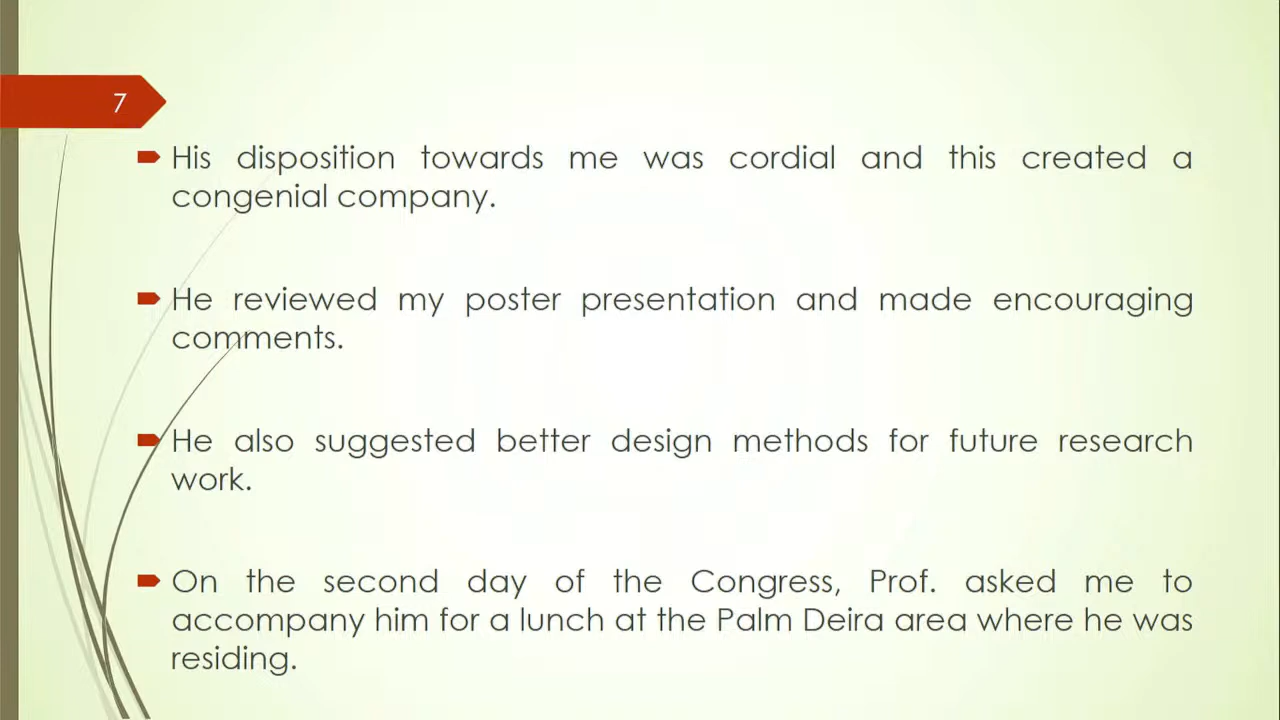 7
His disposition towards me was cordial and this created a
congenial company.
He reviewed my poster presentation and made encouraging
comments.
He also suggested better design methods for future research
work.
On the second day of the Congress, Prof. asked me to
accompany him for a lunch at the Palm Deira area where he was
residing.